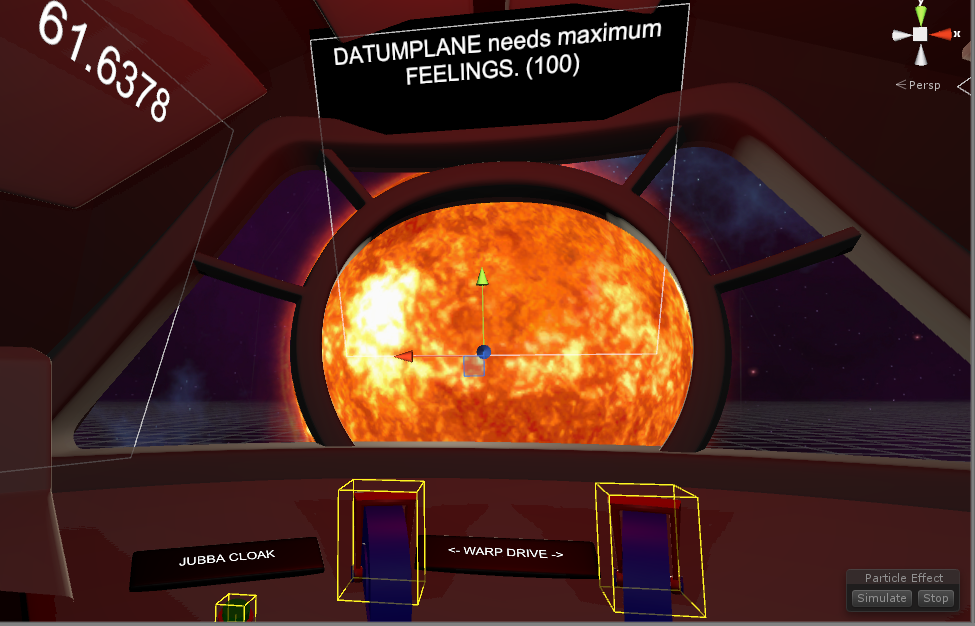 61.6378
DATUMPLANE needs maximum
FEELINGS. (100)
y
x
< Persp
JUBBA CLOAK
<- WARP DRIVE ->
Particle Effect
Simulate Stop